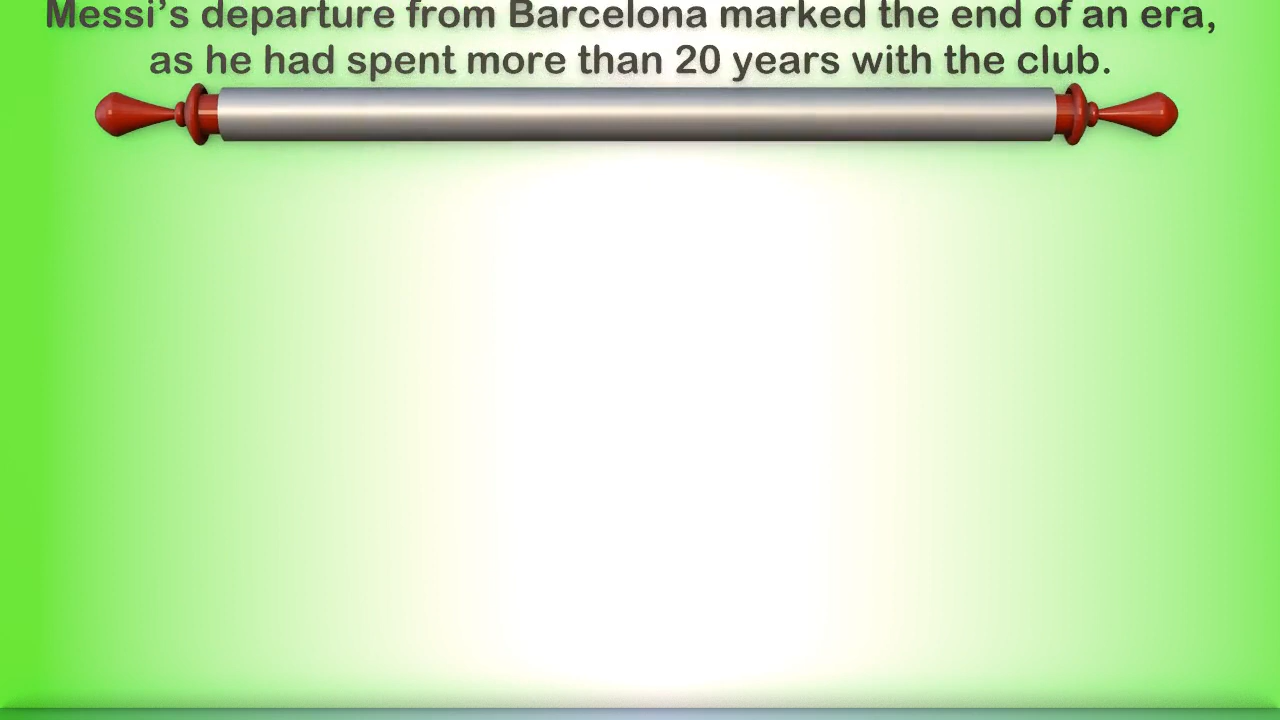 Messi’s departure from Barcelona marked the end of an era,
as he had spent more than 20 years with the club.